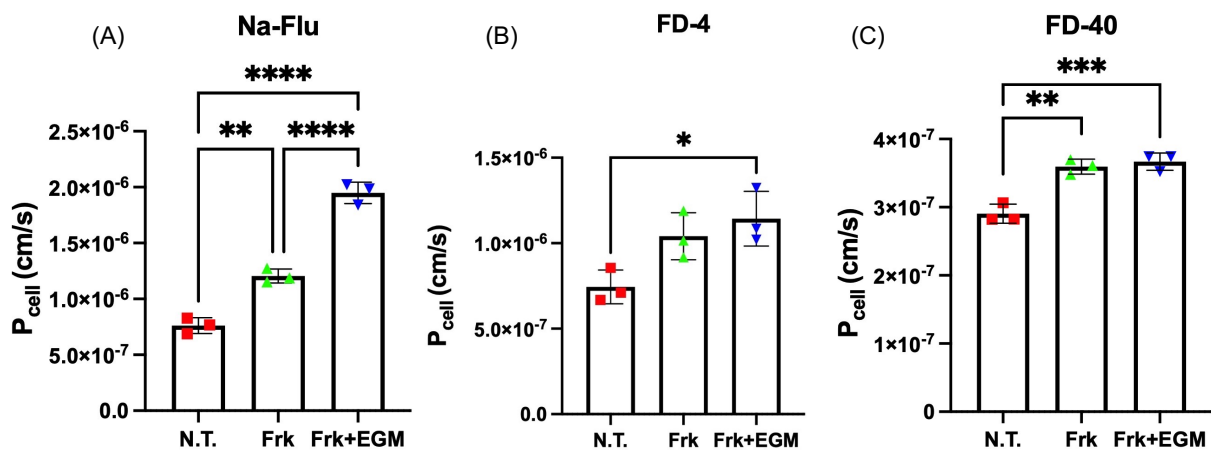 (A)
Na-Flu
****
**
****
P_cell (cm/s)
2.5×10⁻⁶
2.0×10⁻⁶
1.5×10⁻⁶
1.0×10⁻⁶
5.0×10⁻⁷
0.0
N.T.
Frk
Frk+EGM
(B)
FD-4
*
P_cell (cm/s)
1.5×10⁻⁶
1.0×10⁻⁶
5.0×10⁻⁷
0.0
N.T.
Frk
Frk+EGM
(C)
FD-40
***
**
P_cell (cm/s)
4×10⁻⁷
3×10⁻⁷
2×10⁻⁷
1×10⁻⁷
0
N.T.
Frk
Frk+EGM